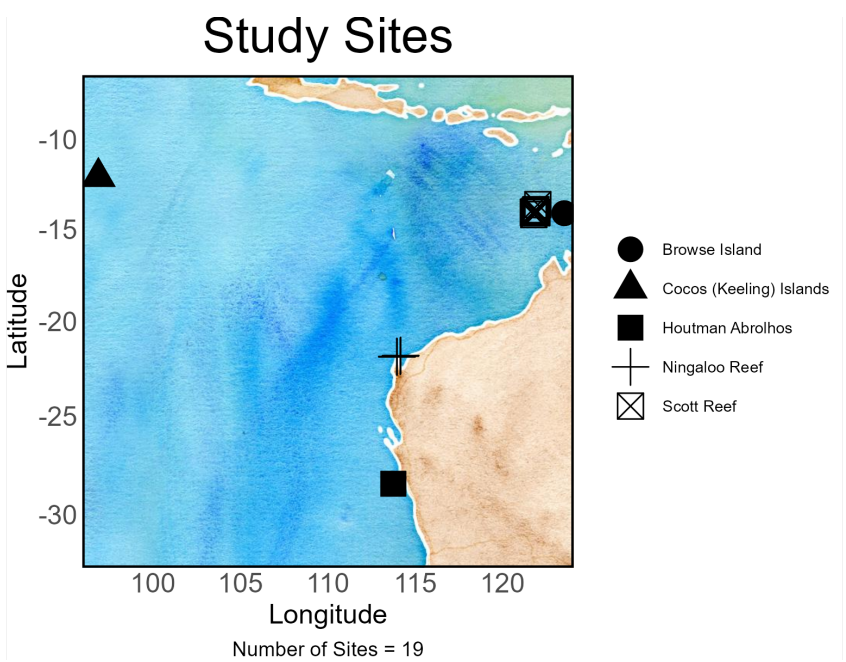 Study Sites
-10
-15
-20
-25
-30
Latitude
100 105 110 115 120
Longitude
Number of Sites = 19
Browse Island
Cocos (Keeling) Islands
Houtman Abrolhos
Ningaloo Reef
Scott Reef